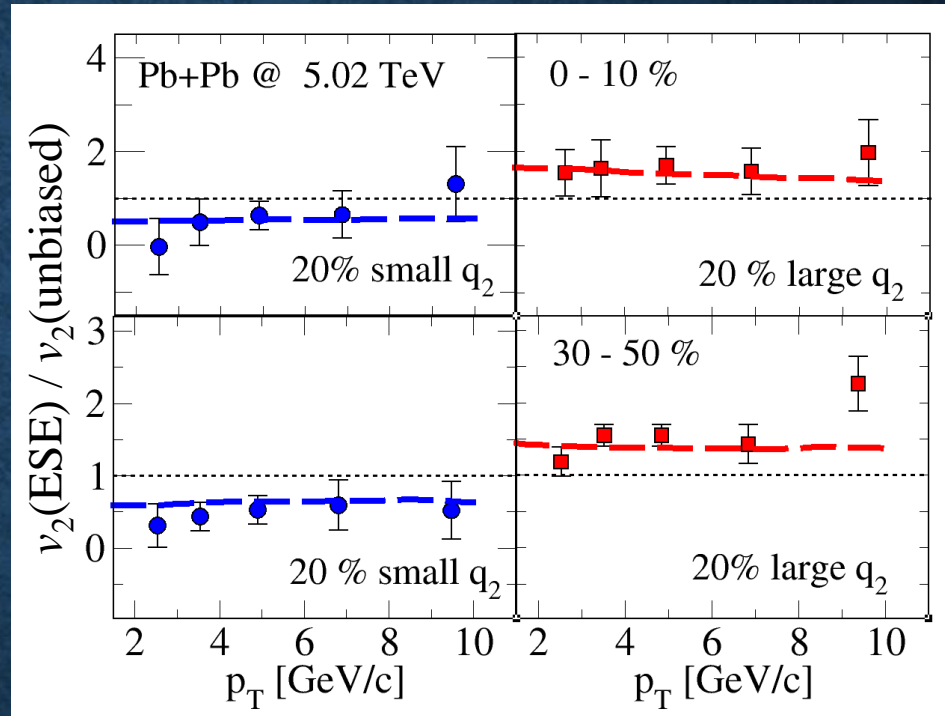 v₂(ESE) / v₂(unbiased)
4
2
0
Pb+Pb @ 5.02 TeV
20% small q₂
0 - 10 %
20 % large q₂
3
2
1
0
20 % small q₂
30 - 50 %
20% large q₂
2 4 6 8 10
2 4 6 8 10
p_T [GeV/c]
p_T [GeV/c]